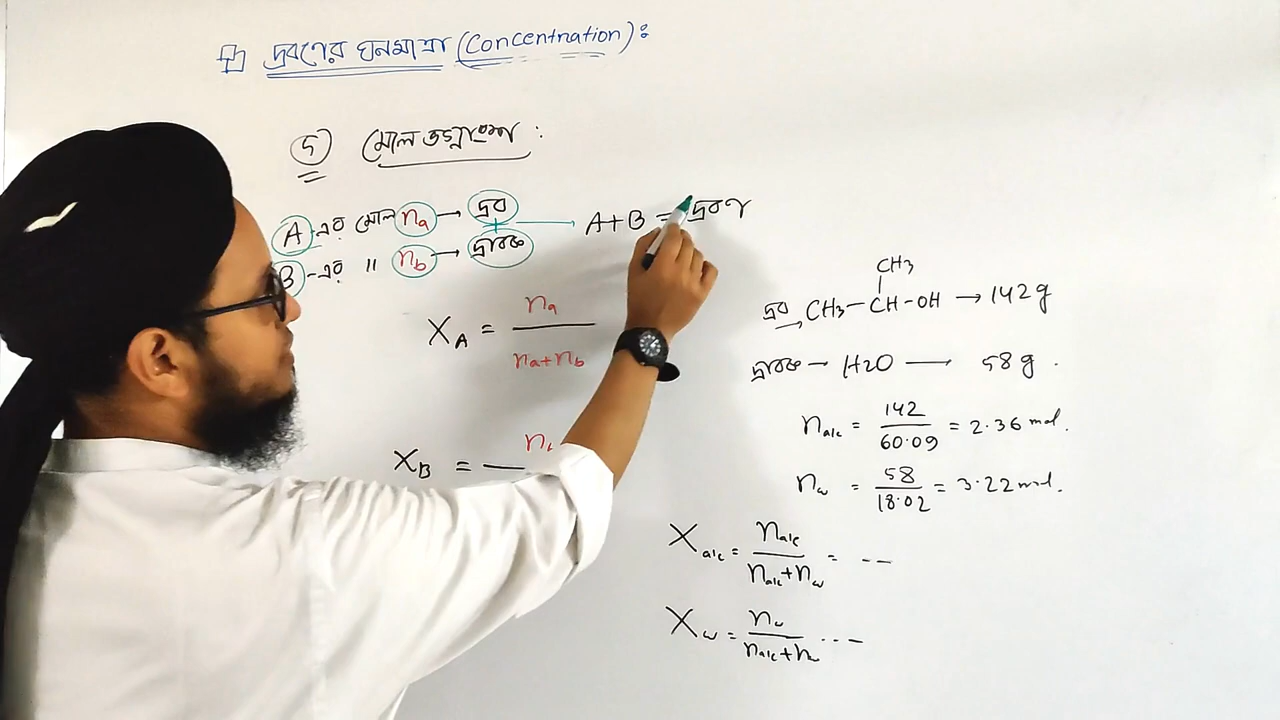 দ্রবণের ঘনমাত্রা (Concentration) :
৫) মোল ভগ্নাংশ :
A -এর মোল na → দ্রব
+
B -এর " nb → দ্রাবক
→ A+B = দ্রবণ
XA = na / na+nb
XB =
দ্রব → CH3-CH-OH → 142g
CH3
দ্রাবক — H2O — 58g.
nalc = 142 / 60.09 = 2.36 mol.
nw = 58 / 18.02 = 3.22 mol.
Xalc = nalc / nalc+nw = --
Xw = nw / nalc+nw ---